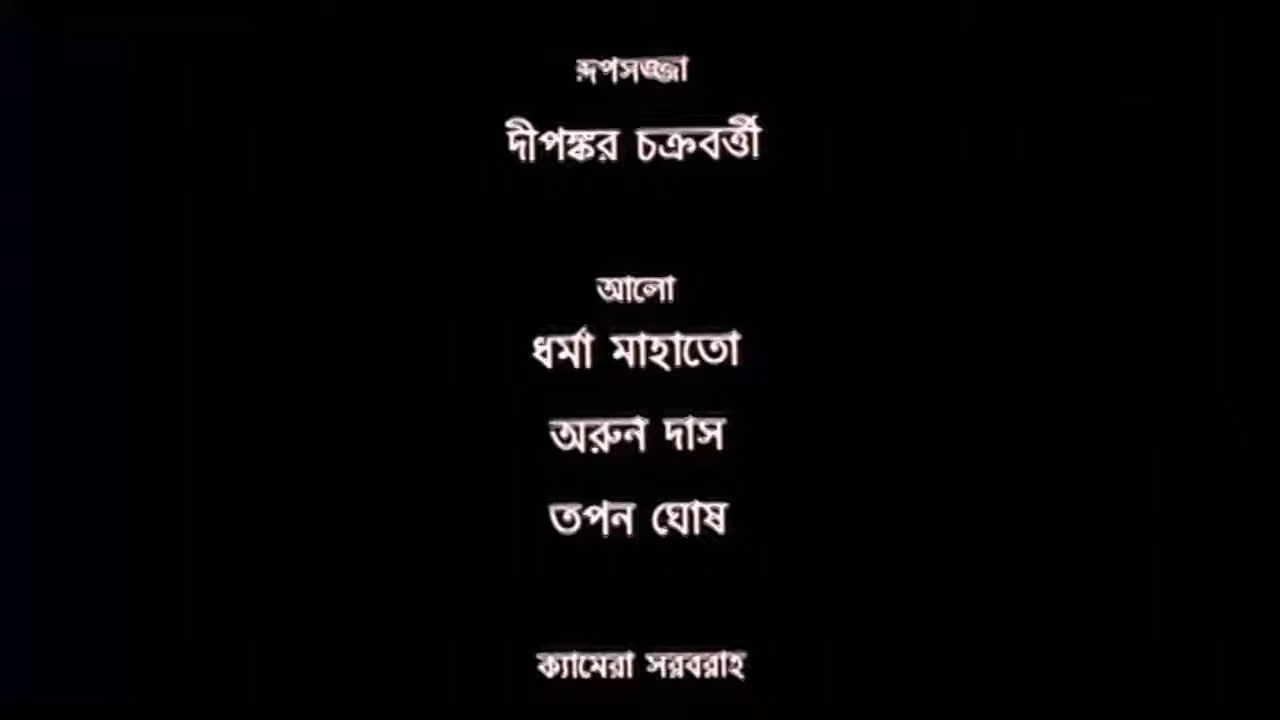 রূপসজ্জা
দীপঙ্কর চক্রবর্ত্তী
আলো
ধর্মা মাহাতো
অরুন দাস
তপন ঘোষ
ক্যামেরা সরবরাহ